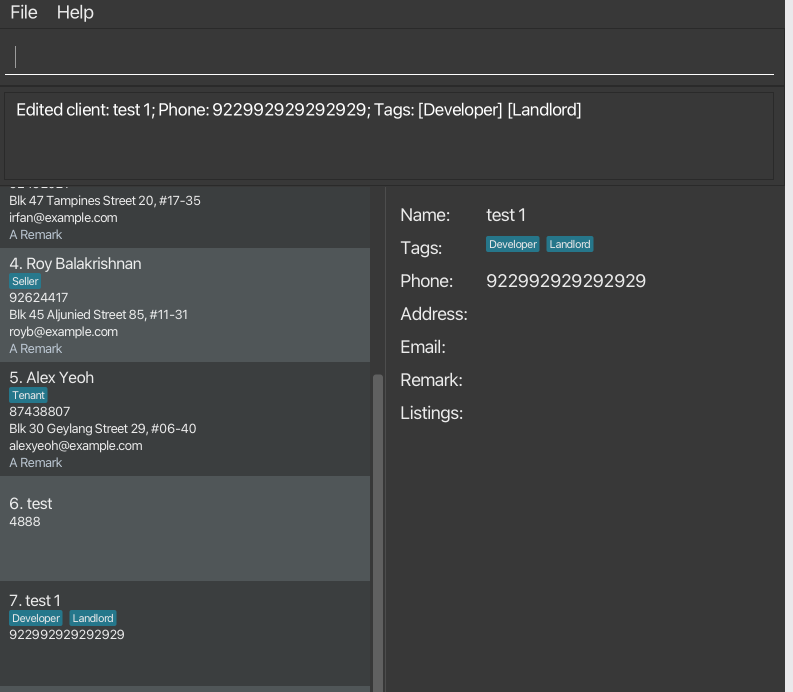 File Help
Edited client: test 1; Phone: 922992929292929; Tags: [Developer] [Landlord]
Blk 47 Tampines Street 20, #17-35
irfan@example.com
A Remark
4. Roy Balakrishnan
Seller
92624417
Blk 45 Aljunied Street 85, #11-31
royb@example.com
A Remark
5. Alex Yeoh
Tenant
87438807
Blk 30 Geylang Street 29, #06-40
alexyeoh@example.com
A Remark
6. test
4888
7. test 1
Developer Landlord
922992929292929
Name: test 1
Tags: Developer Landlord
Phone: 922992929292929
Address:
Email:
Remark:
Listings: